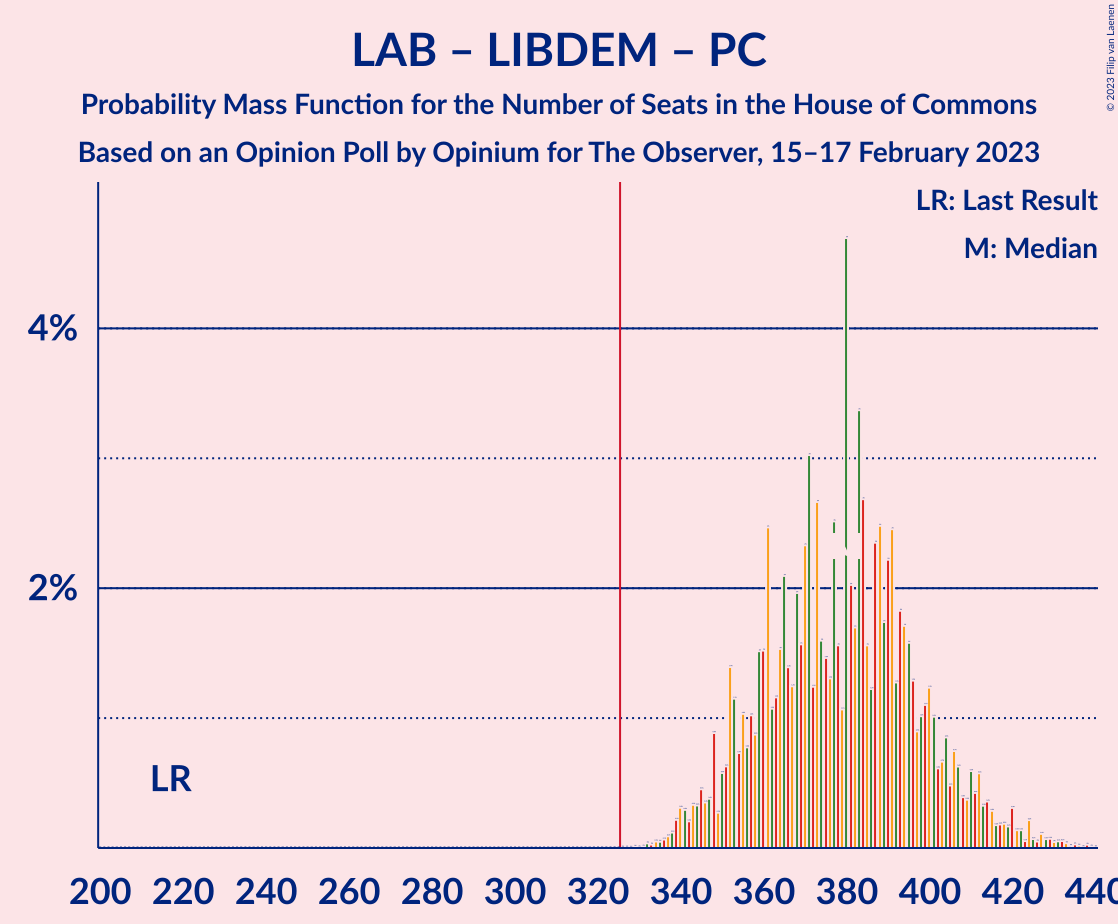 LAB – LIBDEM – PC
Probability Mass Function for the Number of Seats in the House of Commons
Based on an Opinion Poll by Opinium for The Observer, 15–17 February 2023
© 2023 Filip van Laenen
LR: Last Result
M: Median
4%
2%
LR
200 220 240 260 280 300 320 340 360 380 400 420 440